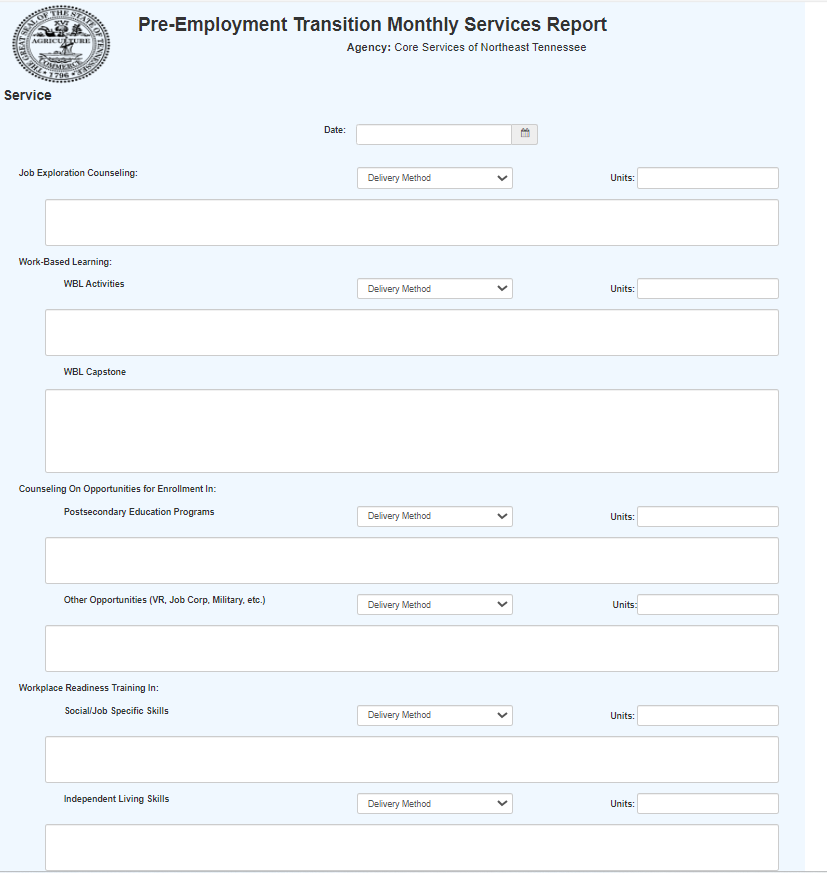 THE GREAT SEAL OF THE STATE OF TENNESSEE
XVI
AGRICULTURE
COMMERCE
1796
Pre-Employment Transition Monthly Services Report
Agency: Core Services of Northeast Tennessee
Service
Date:
Job Exploration Counseling: Delivery Method Units:
Work-Based Learning:
WBL Activities Delivery Method Units:
WBL Capstone
Counseling On Opportunities for Enrollment In:
Postsecondary Education Programs Delivery Method Units:
Other Opportunities (VR, Job Corp, Military, etc.) Delivery Method Units:
Workplace Readiness Training In:
Social/Job Specific Skills Delivery Method Units:
Independent Living Skills Delivery Method Units: